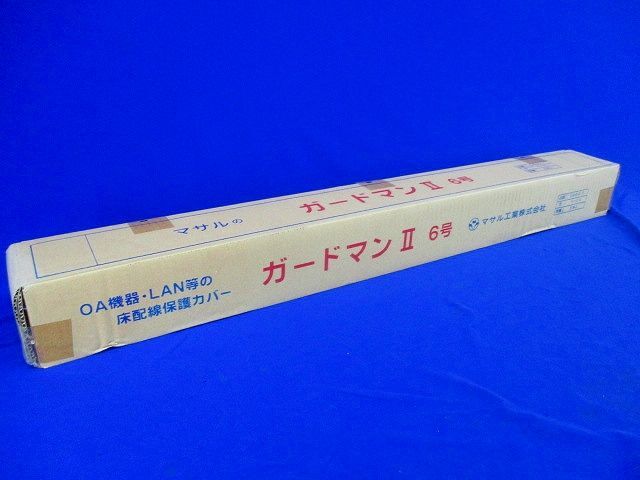 マサルの
ガードマンⅡ 6号
OA機器・LAN等の
床配線保護カバー
ガードマンⅡ 6号
マサル工業株式会社